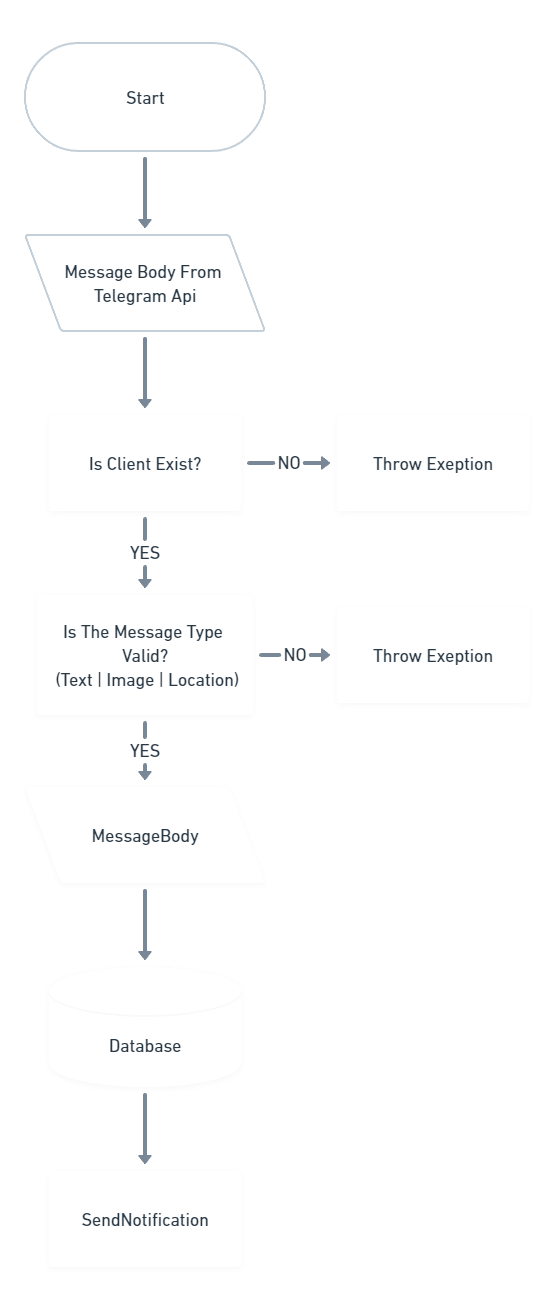 Start
Message Body From
Telegram Api
Is Client Exist?
NO
Throw Exeption
YES
Is The Message Type
Valid?
(Text | Image | Location)
NO
Throw Exeption
YES
MessageBody
Database
SendNotification